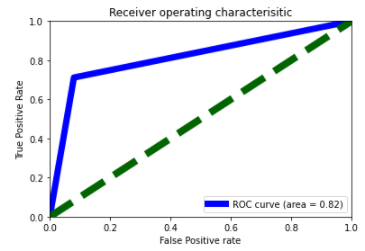 Receiver operating characterisitic
True Positive Rate
1.0
0.8
0.6
0.4
0.2
0.0
ROC curve (area = 0.82)
0.0 0.2 0.4 0.6 0.8 1.0
False Positive rate